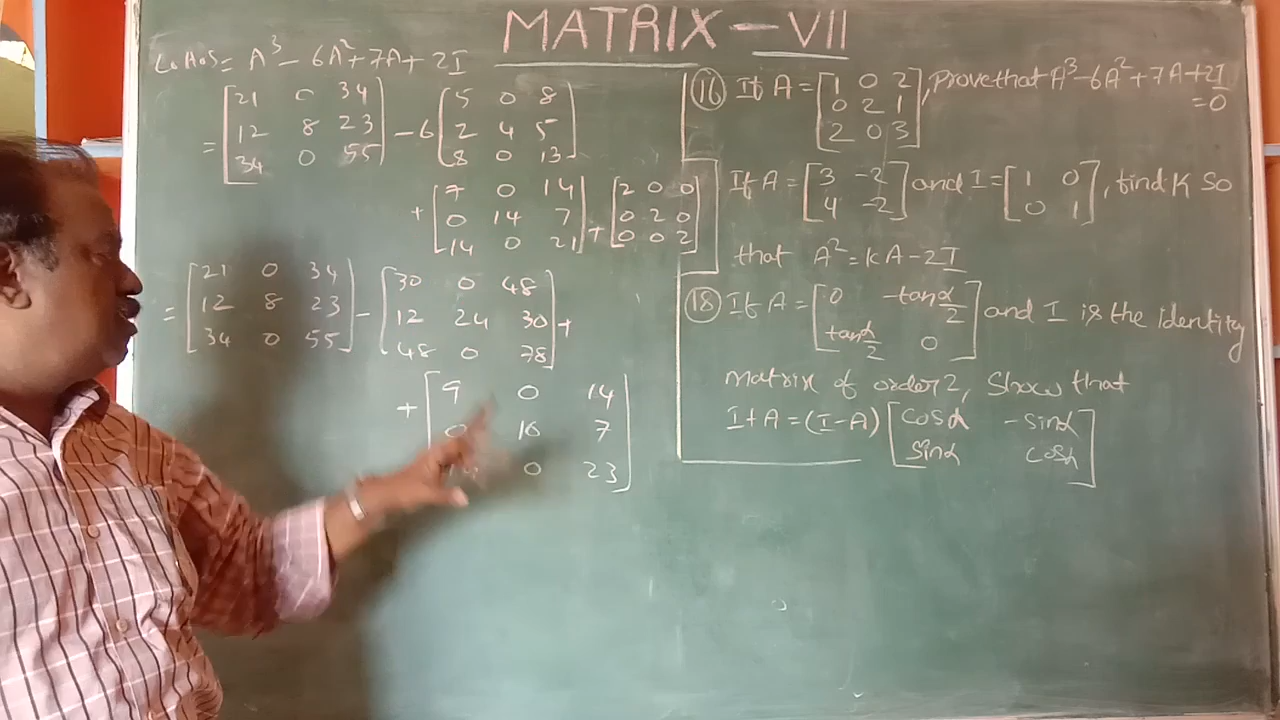 MATRIX - VII
L.H.S = A³ - 6A² + 7A + 2I
= [21 0 34
12 8 23
34 0 55] - 6 [5 0 8
2 4 5
8 0 13]
+ [7 0 14
0 14 7
14 0 21] + [2 0 0
0 2 0
0 0 2]
= [21 0 34
12 8 23
34 0 55] - [30 0 48
12 24 30
48 0 78] +
+ [9 0 14
0 16 7
0 23]
(16) If A = [1 0 2
0 2 1
2 0 3], Prove that A³ - 6A² + 7A + 2I
= 0
If A = [3 -2
4 -2] and I = [1 0
0 1], find K so
that A² = KA - 2I
(18) If A = [0 -tan α/2
tan α/2 0] and I is the identity
matrix of order 2, Show that
I + A = (I - A) [cosα -sinα
sinα cosα]